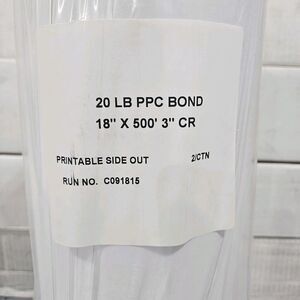 20 LB PPC BOND
18" X 500' 3" CR
PRINTABLE SIDE OUT 2/CTN
RUN NO. C091815